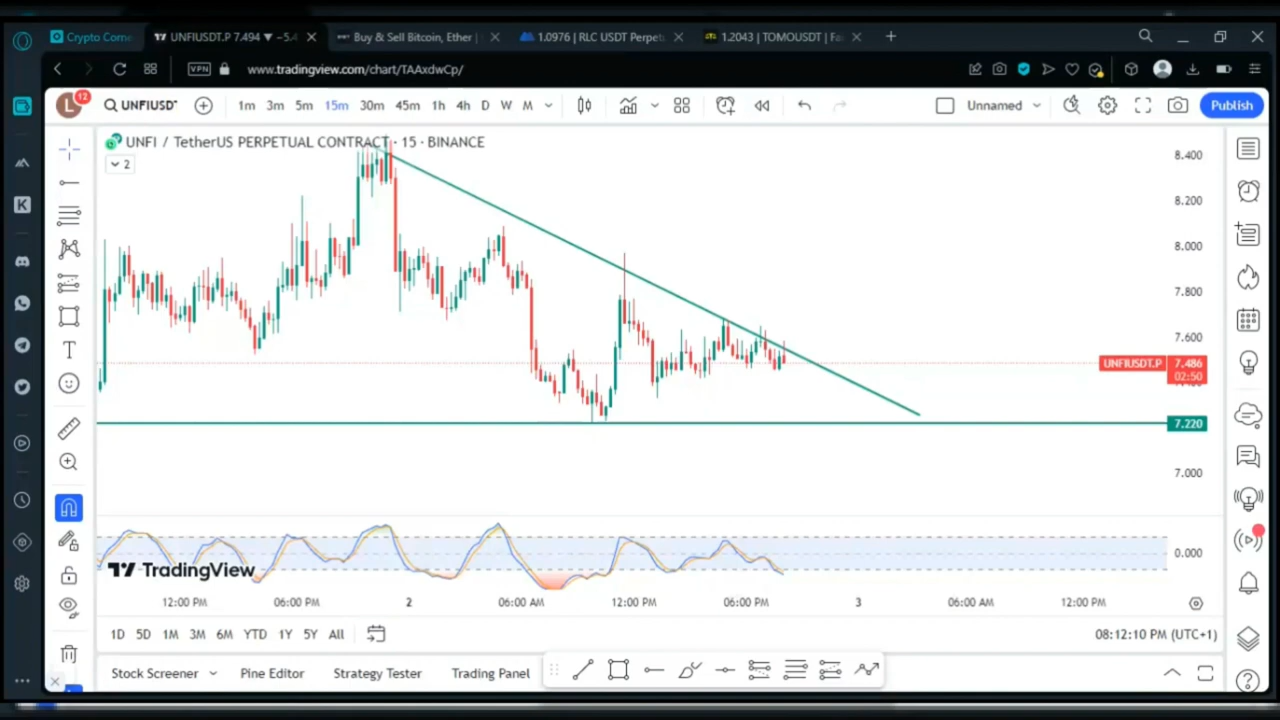 Crypto Corne
UNFIUSDT.P 7.494 ▼ −5.4
Buy & Sell Bitcoin, Ether |
1.0976 | RLC USDT Perpetu
1.2043 | TOMOUSDT | Fa
VPN
www.tradingview.com/chart/TAAxdwCp/
L
12
UNFIUSDT
1m 3m 5m 15m 30m 45m 1h 4h D W M
Unnamed
Publish
UNFI / TetherUS PERPETUAL CONTRACT · 15 · BINANCE
2
8.400
8.200
8.000
7.800
7.600
UNFIUSDT.P 7.486
02:50
7.220
7.000
0.000
TradingView
12:00 PM 06:00 PM 2 06:00 AM 12:00 PM 06:00 PM 3 06:00 AM 12:00 PM
1D 5D 1M 3M 6M YTD 1Y 5Y All
08:12:10 PM (UTC+1)
Stock Screener Pine Editor Strategy Tester Trading Panel